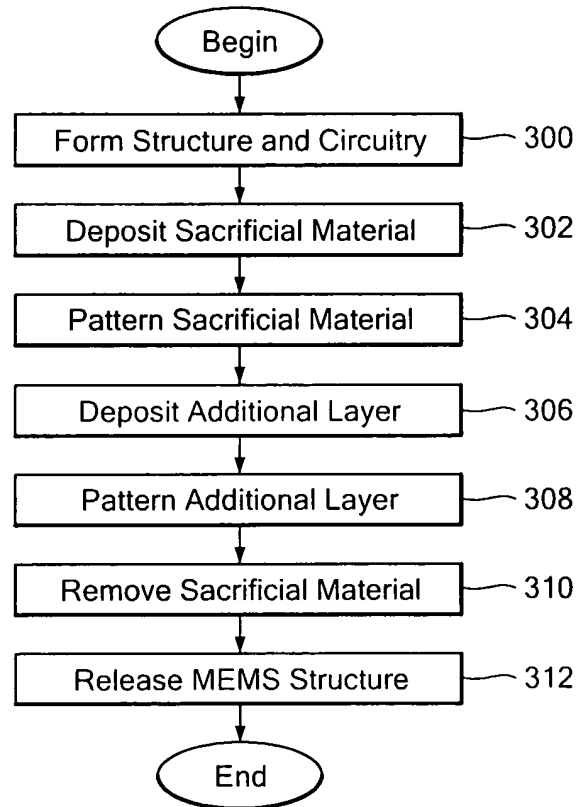 Begin
Form Structure and Circuitry 300
Deposit Sacrificial Material 302
Pattern Sacrificial Material 304
Deposit Additional Layer 306
Pattern Additional Layer 308
Remove Sacrificial Material 310
Release MEMS Structure 312
End